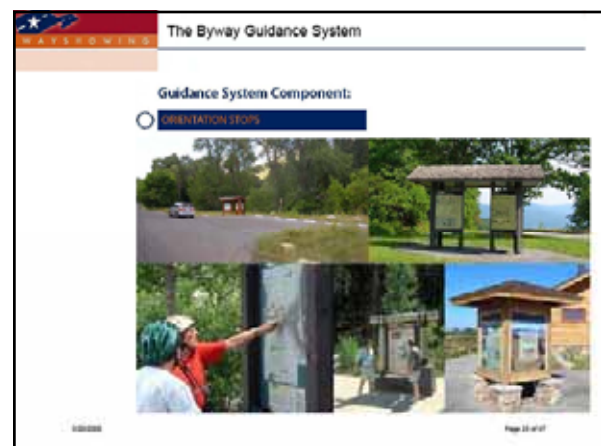 The Byway Guidance System
WAYSHOWING
Guidance System Component:
ORIENTATION STOPS